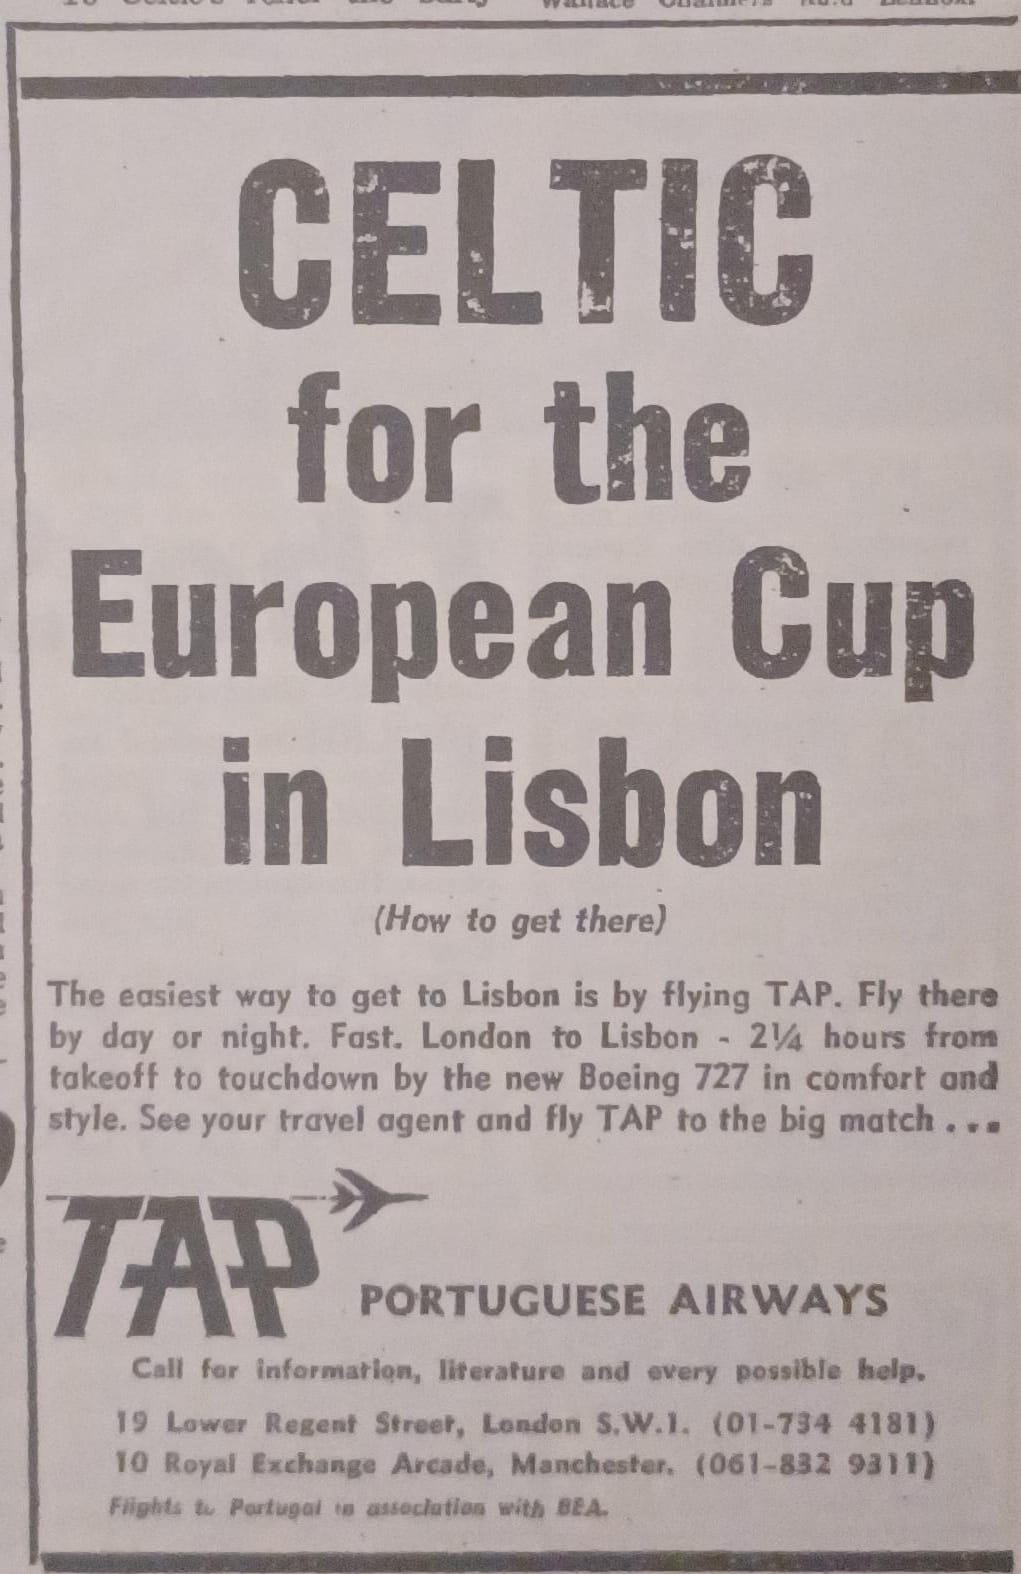 CELTIC
for the
European Cup
in Lisbon
(How to get there)
The easiest way to get to Lisbon is by flying TAP. Fly there
by day or night. Fast. London to Lisbon - 2¼ hours from
takeoff to touchdown by the new Boeing 727 in comfort and
style. See your travel agent and fly TAP to the big match ...
TAP
PORTUGUESE AIRWAYS
Call for information, literature and every possible help.
19 Lower Regent Street, London S.W.1. (01-734 4181)
10 Royal Exchange Arcade, Manchester. (061-832 9311)
Flights to Portugal in association with BEA.